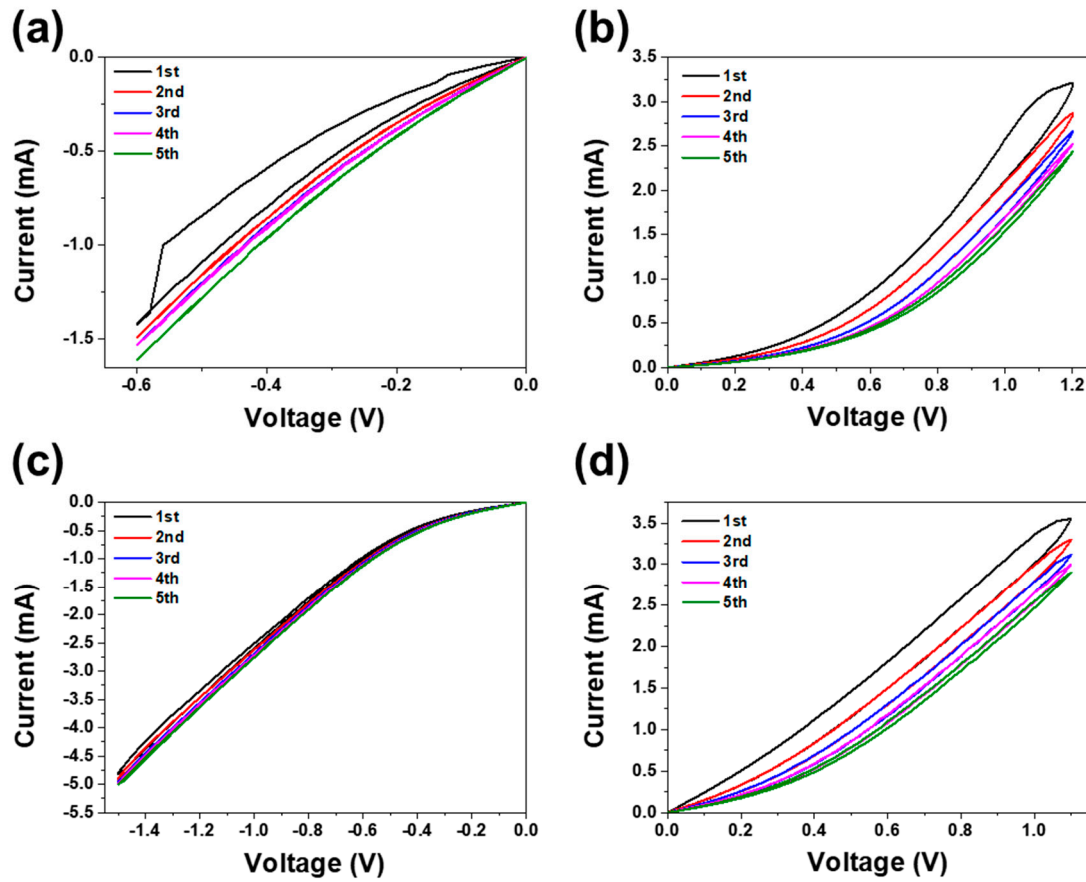 (a)
0.0
-0.5
-1.0
-1.5
Current (mA)
1st
2nd
3rd
4th
5th
-0.6 -0.4 -0.2 0.0
Voltage (V)
(b)
3.5
3.0
2.5
2.0
1.5
1.0
0.5
0.0
Current (mA)
1st
2nd
3rd
4th
5th
0.0 0.2 0.4 0.6 0.8 1.0 1.2
Voltage (V)
(c)
0.0
-0.5
-1.0
-1.5
-2.0
-2.5
-3.0
-3.5
-4.0
-4.5
-5.0
-5.5
Current (mA)
1st
2nd
3rd
4th
5th
-1.4 -1.2 -1.0 -0.8 -0.6 -0.4 -0.2 0.0
Voltage (V)
(d)
3.5
3.0
2.5
2.0
1.5
1.0
0.5
0.0
Current (mA)
1st
2nd
3rd
4th
5th
0.0 0.2 0.4 0.6 0.8 1.0
Voltage (V)